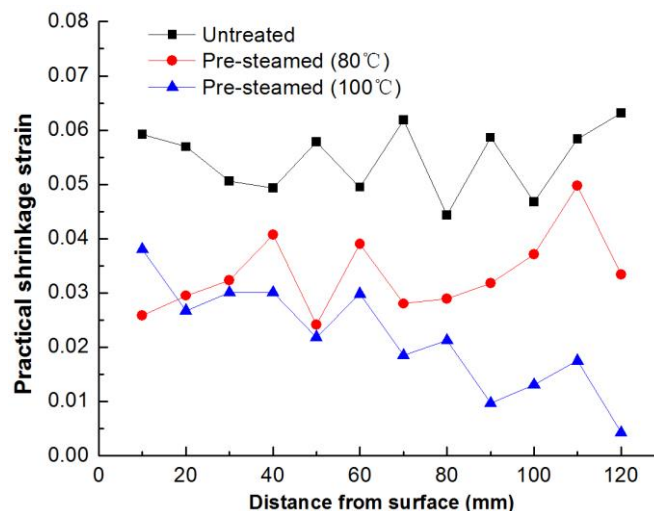 0.08
0.07
0.06
0.05
0.04
0.03
0.02
0.01
0.00
Practical shrinkage strain
Untreated
Pre-steamed (80℃)
Pre-steamed (100℃)
0 20 40 60 80 100 120
Distance from surface (mm)